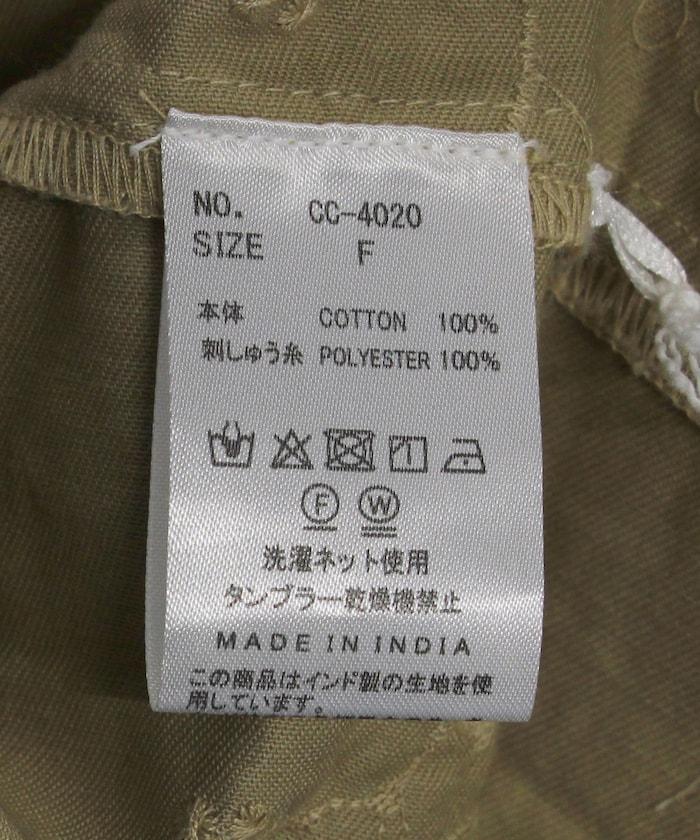 NO. CC-4020
SIZE F
本体 COTTON 100%
刺しゅう糸 POLYESTER 100%
F W
洗濯ネット使用
タンブラー乾燥機禁止
MADE IN INDIA
この商品はインド製の生地を使
用しています。